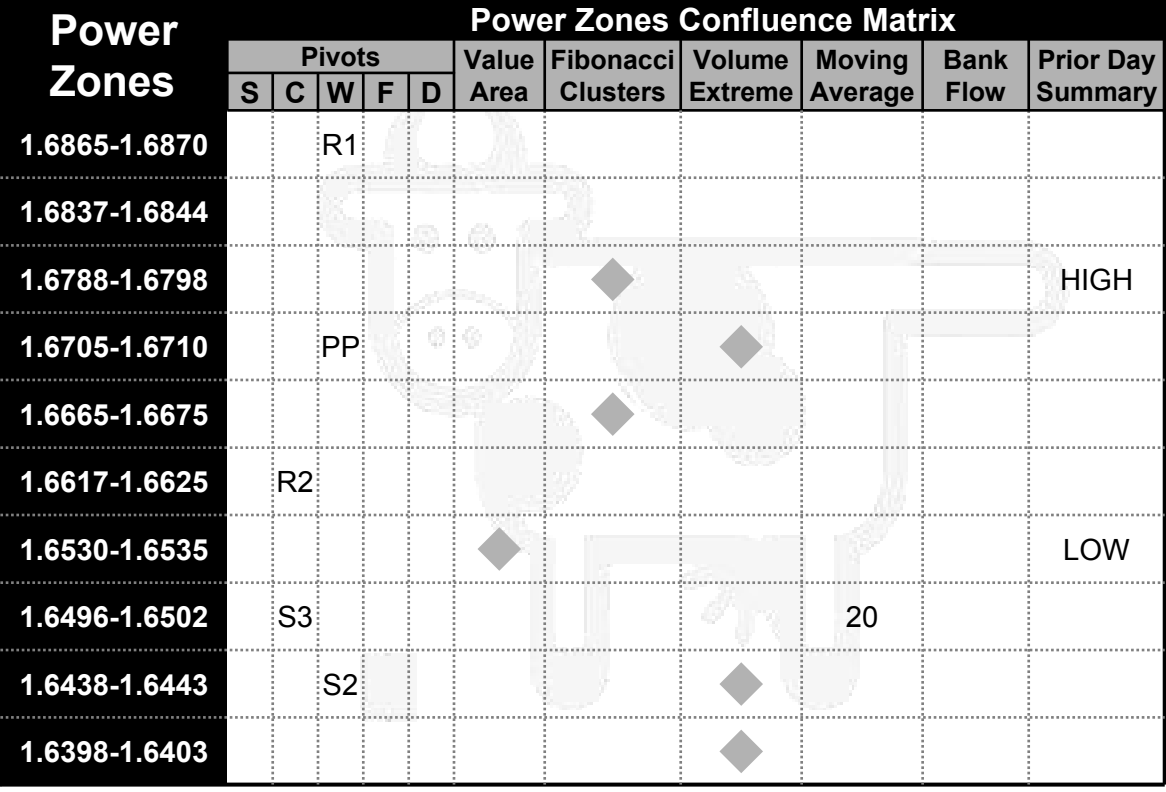 Power Zones
Power Zones Confluence Matrix
Pivots
S C W F D
Value Area
Fibonacci Clusters
Volume Extreme
Moving Average
Bank Flow
Prior Day Summary
1.6865-1.6870 R1
1.6837-1.6844
1.6788-1.6798 HIGH
1.6705-1.6710 PP
1.6665-1.6675
1.6617-1.6625 R2
1.6530-1.6535 LOW
1.6496-1.6502 S3 20
1.6438-1.6443 S2
1.6398-1.6403